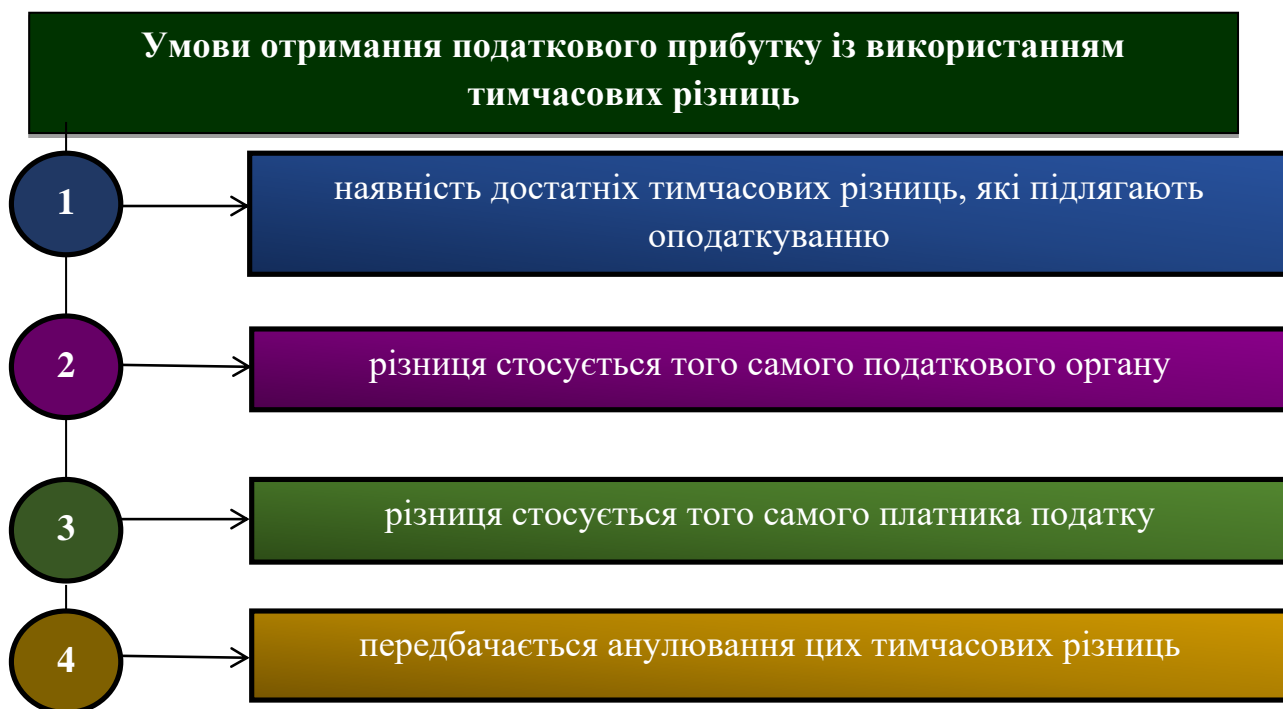 Умови отримання податкового прибутку із використанням
тимчасових різниць
1
наявність достатніх тимчасових різниць, які підлягають
оподаткуванню
2
різниця стосується того самого податкового органу
3
різниця стосується того самого платника податку
4
передбачається анулювання цих тимчасових різниць